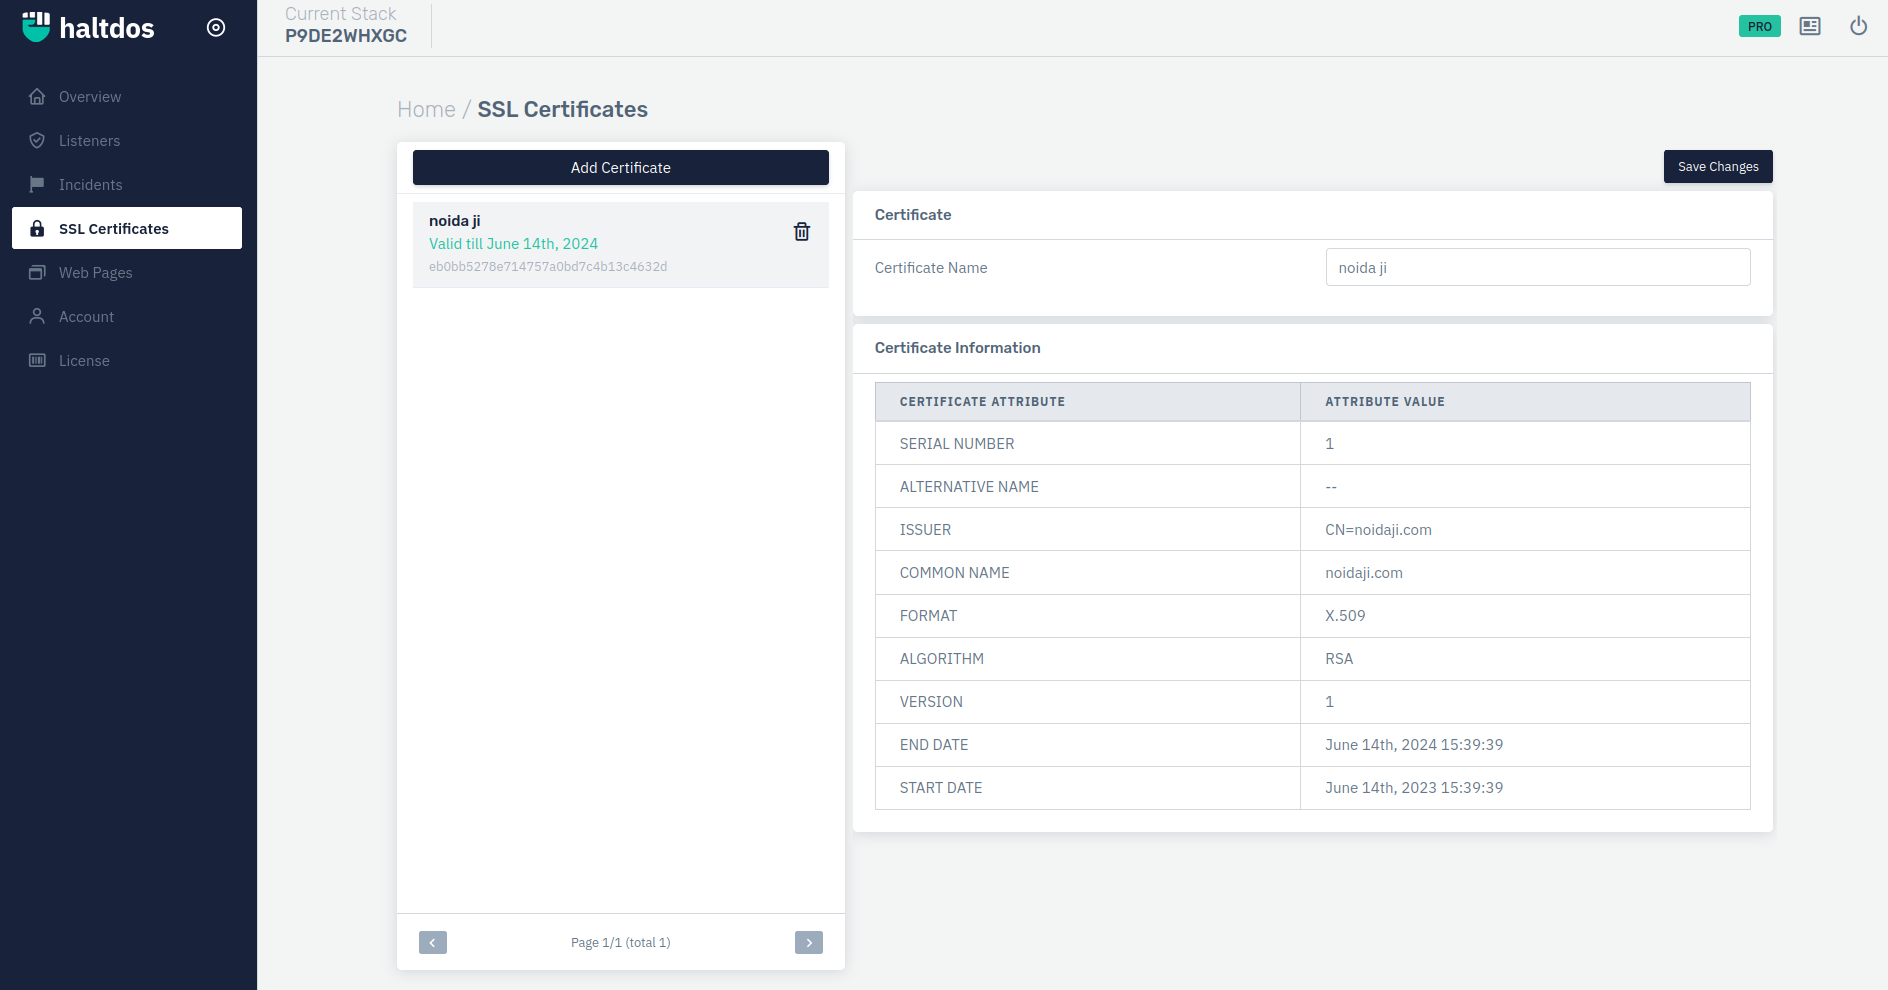 haltdos
Current Stack
P9DE2WHXGC
PRO
Overview
Listeners
Incidents
SSL Certificates
Web Pages
Account
License
Home / SSL Certificates
Add Certificate
noida ji
Valid till June 14th, 2024
eb0bb5278e714757a0bd7c4b13c4632d
Page 1/1 (total 1)
Save Changes
Certificate
Certificate Name noida ji
Certificate Information
CERTIFICATE ATTRIBUTE ATTRIBUTE VALUE
SERIAL NUMBER 1
ALTERNATIVE NAME --
ISSUER CN=noidaji.com
COMMON NAME noidaji.com
FORMAT X.509
ALGORITHM RSA
VERSION 1
END DATE June 14th, 2024 15:39:39
START DATE June 14th, 2023 15:39:39